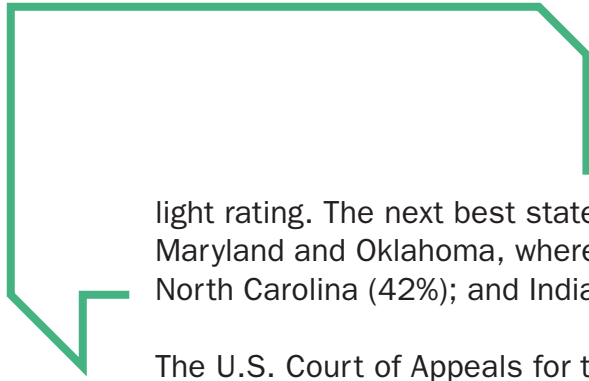 light rating. The next best state
Maryland and Oklahoma, where
North Carolina (42%); and India
The U.S. Court of Appeals for t